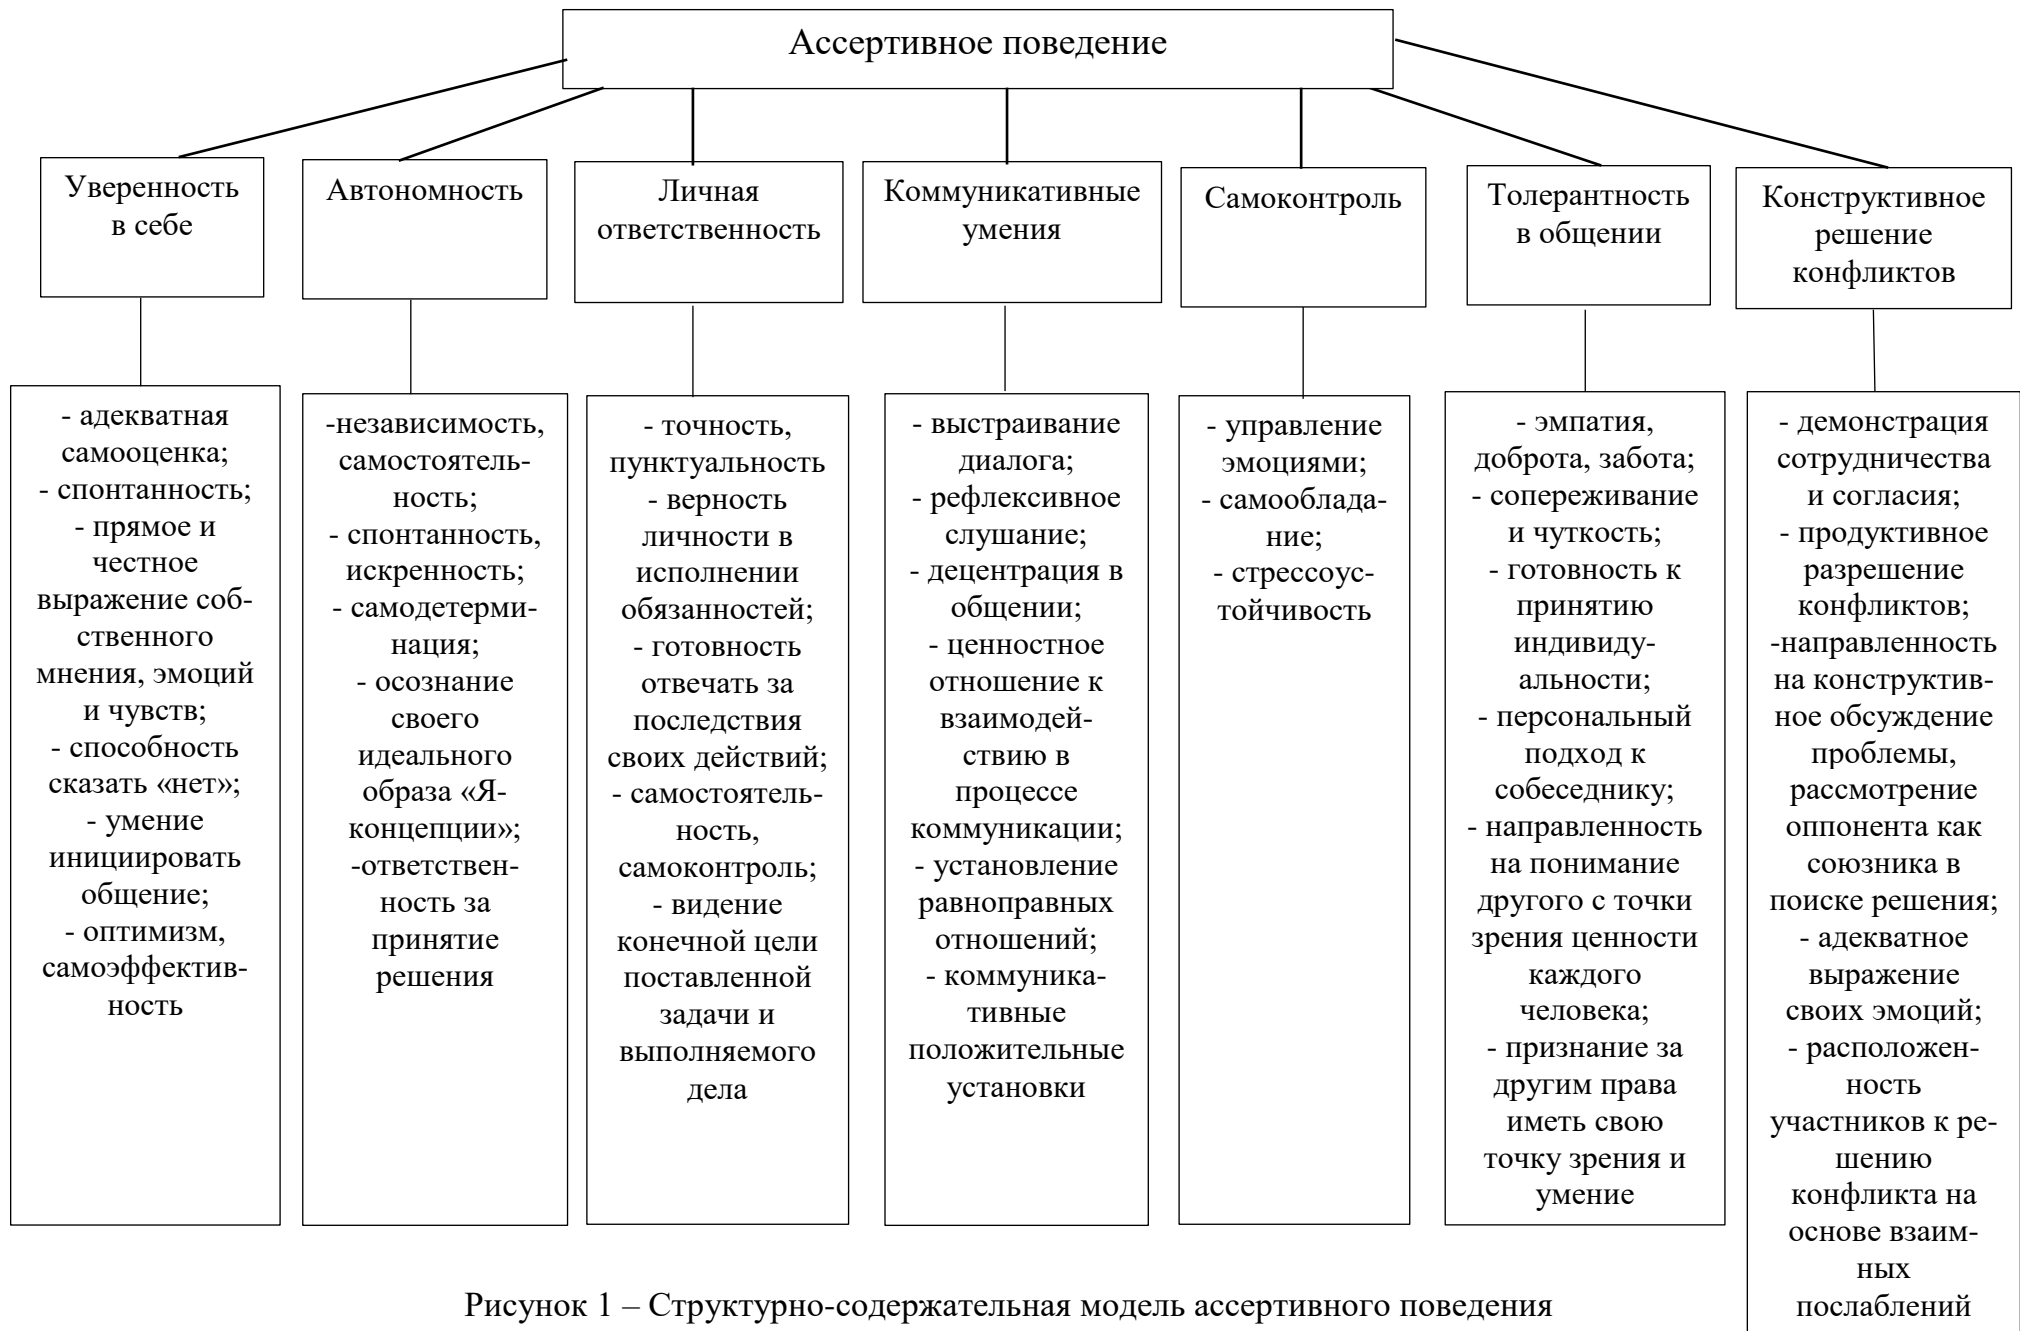 Ассертивное поведение
Уверенность
в себе
Автономность
Личная
ответственность
Коммуникативные
умения
Самоконтроль
Толерантность
в общении
Конструктивное
решение
конфликтов
- адекватная
самооценка;
- спонтанность;
- прямое и
честное
выражение соб-
ственного
мнения, эмоций
и чувств;
- способность
сказать «нет»;
- умение
инициировать
общение;
- оптимизм,
самоэффектив-
ность
-независимость,
самостоятель-
ность;
- спонтанность,
искренность;
- самодетерми-
нация;
- осознание
своего
идеального
образа «Я-
концепции»;
-ответствен-
ность за
принятие
решения
- точность,
пунктуальность
- верность
личности в
исполнении
обязанностей;
- готовность
отвечать за
последствия
своих действий;
- самостоятель-
ность,
самоконтроль;
- видение
конечной цели
поставленной
задачи и
выполняемого
дела
- выстраивание
диалога;
- рефлексивное
слушание;
- децентрация в
общении;
- ценностное
отношение к
взаимодей-
ствию в
процессе
коммуникации;
- установление
равноправных
отношений;
- коммуника-
тивные
положительные
установки
- управление
эмоциями;
- самооблада-
ние;
- стрессоус-
тойчивость
- эмпатия,
доброта, забота;
- сопереживание
и чуткость;
- готовность к
принятию
индивиду-
альности;
- персональный
подход к
собеседнику;
- направленность
на понимание
другого с точки
зрения ценности
каждого
человека;
- признание за
другим права
иметь свою
точку зрения и
умение
- демонстрация
сотрудничества
и согласия;
- продуктивное
разрешение
конфликтов;
-направленность
на конструктив-
ное обсуждение
проблемы,
рассмотрение
оппонента как
союзника в
поиске решения;
- адекватное
выражение
своих эмоций;
- расположен-
ность
участников к ре-
шению
конфликта на
основе взаим-
ных
послаблений
Рисунок 1 – Структурно-содержательная модель ассертивного поведения